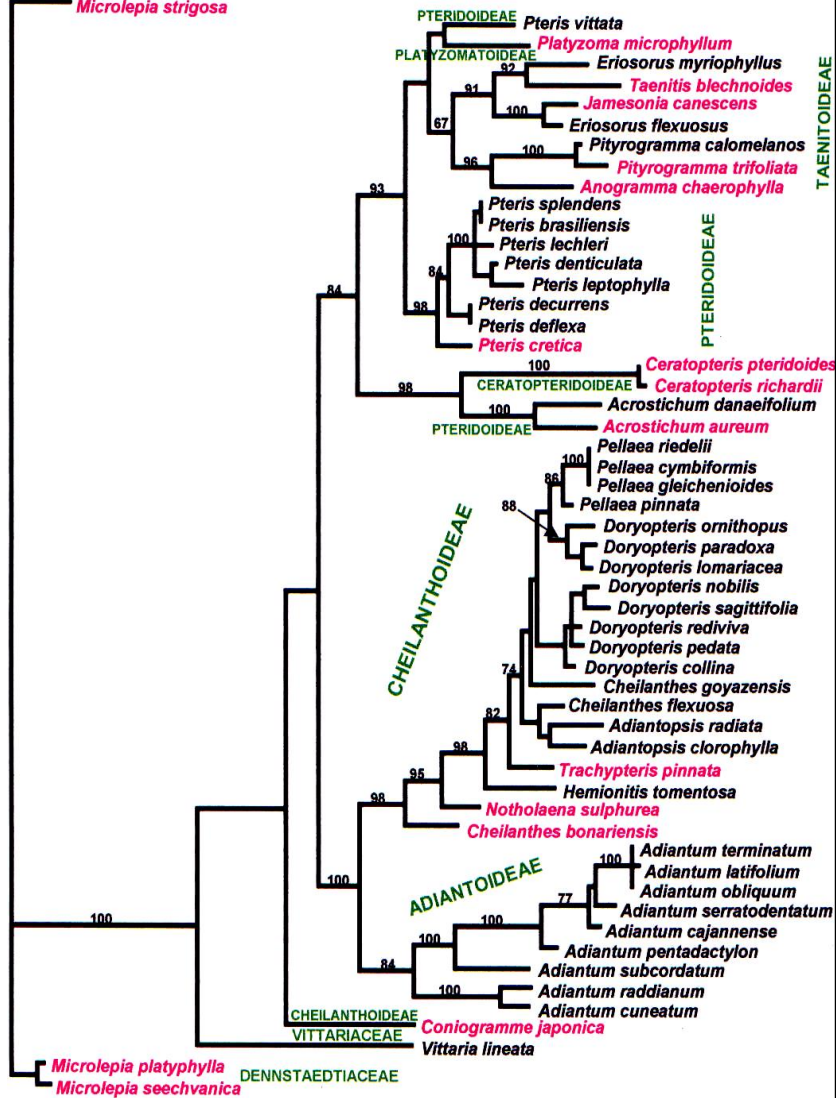 Microlepia strigosa
PTERIDOIDEAE
Pteris vittata
Platyzoma microphyllum
PLATYZOMATOIDEAE
Eriosorus myriophyllus
92
Taenitis blechnoides
91
Jamesonia canescens
100
Eriosorus flexuosus
67
Pityrogramma calomelanos
100
Pityrogramma trifoliata
96
Anogramma chaerophylla
TAENITOIDEAE
93
Pteris splendens
Pteris brasiliensis
100
Pteris lechleri
Pteris denticulata
84
Pteris leptophylla
Pteris decurrens
98
Pteris deflexa
Pteris cretica
PTERIDOIDEAE
84
Ceratopteris pteridoides
100
CERATOPTERIDOIDEAE
Ceratopteris richardii
98
Acrostichum danaeifolium
100
PTERIDOIDEAE
Acrostichum aureum
Pellaea riedelii
100
Pellaea cymbiformis
86
Pellaea gleichenioides
Pellaea pinnata
88
Doryopteris ornithopus
Doryopteris paradoxa
Doryopteris lomariacea
Doryopteris nobilis
Doryopteris sagittifolia
Doryopteris rediviva
Doryopteris pedata
Doryopteris collina
CHEILANTHOIDEAE
74
Cheilanthes goyazensis
Cheilanthes flexuosa
82
Adiantopsis radiata
98
Adiantopsis clorophylla
Trachypteris pinnata
95
Hemionitis tomentosa
98
Notholaena sulphurea
Cheilanthes bonariensis
100
Adiantum terminatum
100
Adiantum latifolium
Adiantum obliquum
ADIANTOIDEAE
77
Adiantum serratodentatum
100
Adiantum cajannense
100
Adiantum pentadactylon
84
Adiantum subcordatum
100
Adiantum raddianum
Adiantum cuneatum
CHEILANTHOIDEAE
Coniogramme japonica
VITTARIACEAE
Vittaria lineata
100
Microlepia platyphylla
DENNSTAEDTIACEAE
Microlepia seechvanica